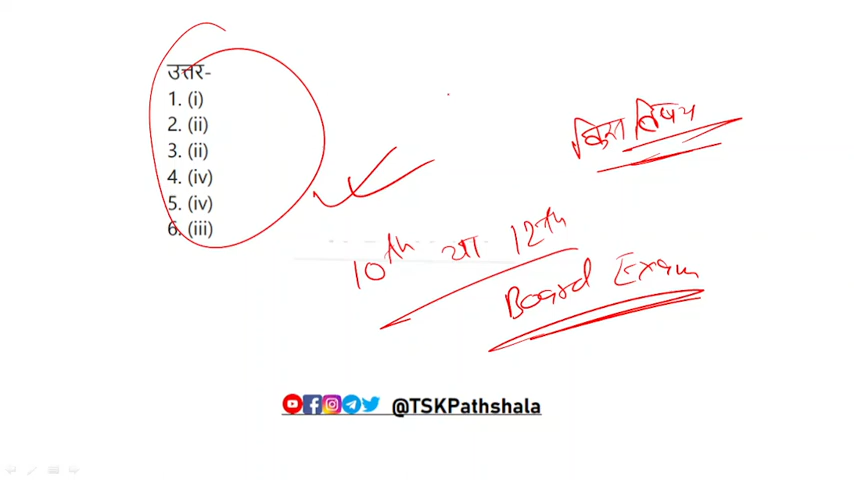 उत्तर-
1. (i)
2. (ii)
3. (ii)
4. (iv)
5. (iv)
6. (iii)
किस विषय
10th या 12th
Board Exam
@TSKPathshala